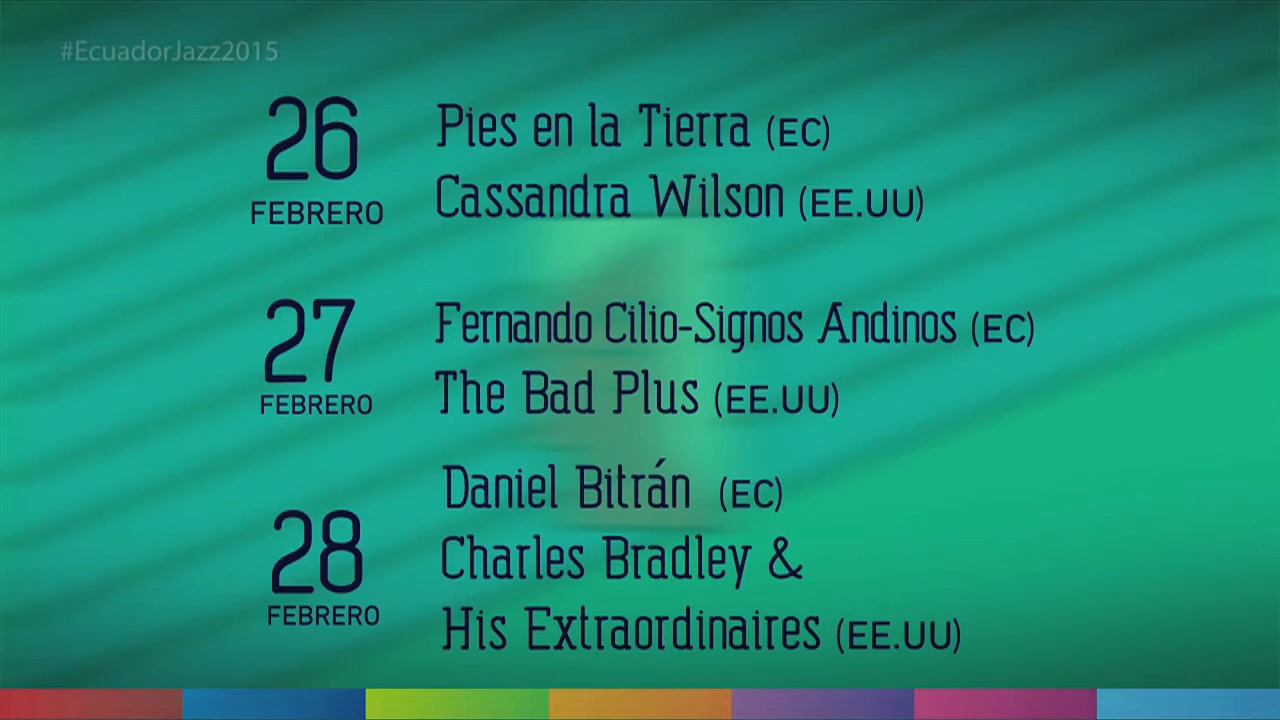 #EcuadorJazz2015
26
FEBRERO
Pies en la Tierra (EC)
Cassandra Wilson (EE.UU)
27
FEBRERO
Fernando Cilio-Signos Andinos (EC)
The Bad Plus (EE.UU)
28
FEBRERO
Daniel Bitrán (EC)
Charles Bradley &
His Extraordinaires (EE.UU)